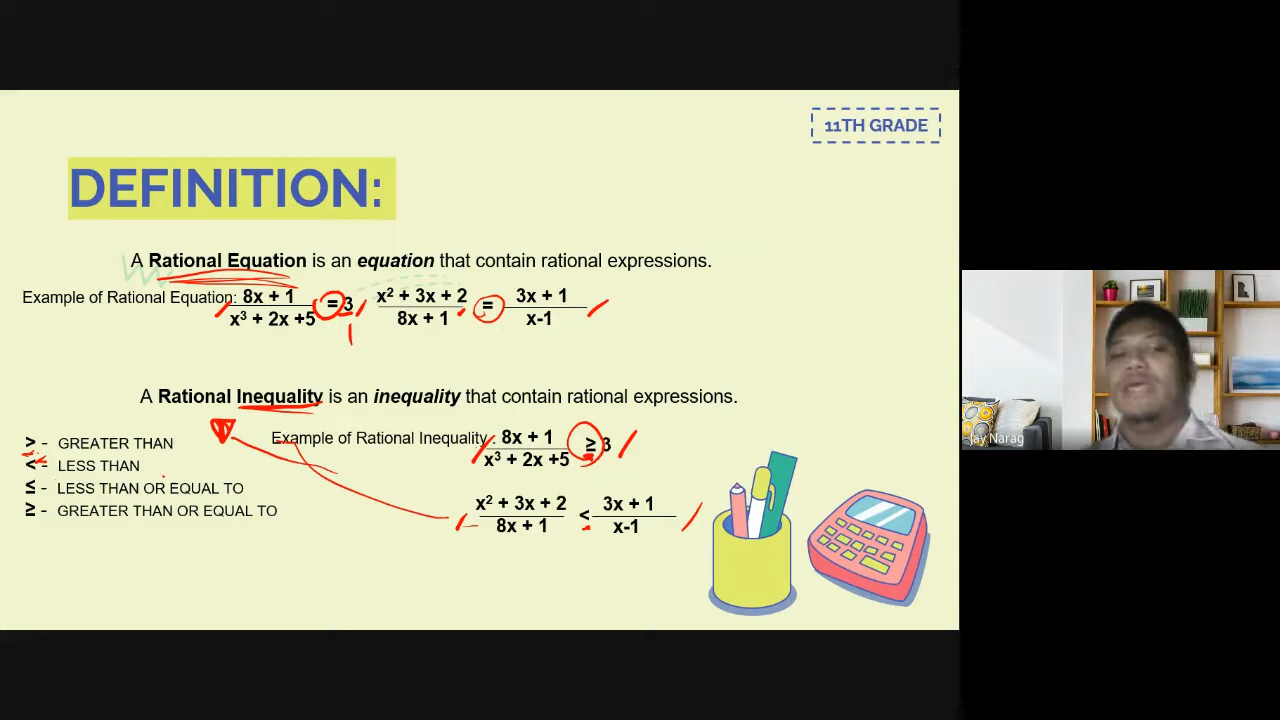 11TH GRADE
DEFINITION:
A Rational Equation is an equation that contain rational expressions.
Example of Rational Equation: 8x + 1 / x³ + 2x +5 = 3   x² + 3x + 2 / 8x + 1 = 3x + 1 / x-1
A Rational Inequality is an inequality that contain rational expressions.
> - GREATER THAN
< - LESS THAN
≤ - LESS THAN OR EQUAL TO
≥ - GREATER THAN OR EQUAL TO
Example of Rational Inequality : 8x + 1 / x³ + 2x +5 ≥ 3
x² + 3x + 2 / 8x + 1 < 3x + 1 / x-1
Jay Narag